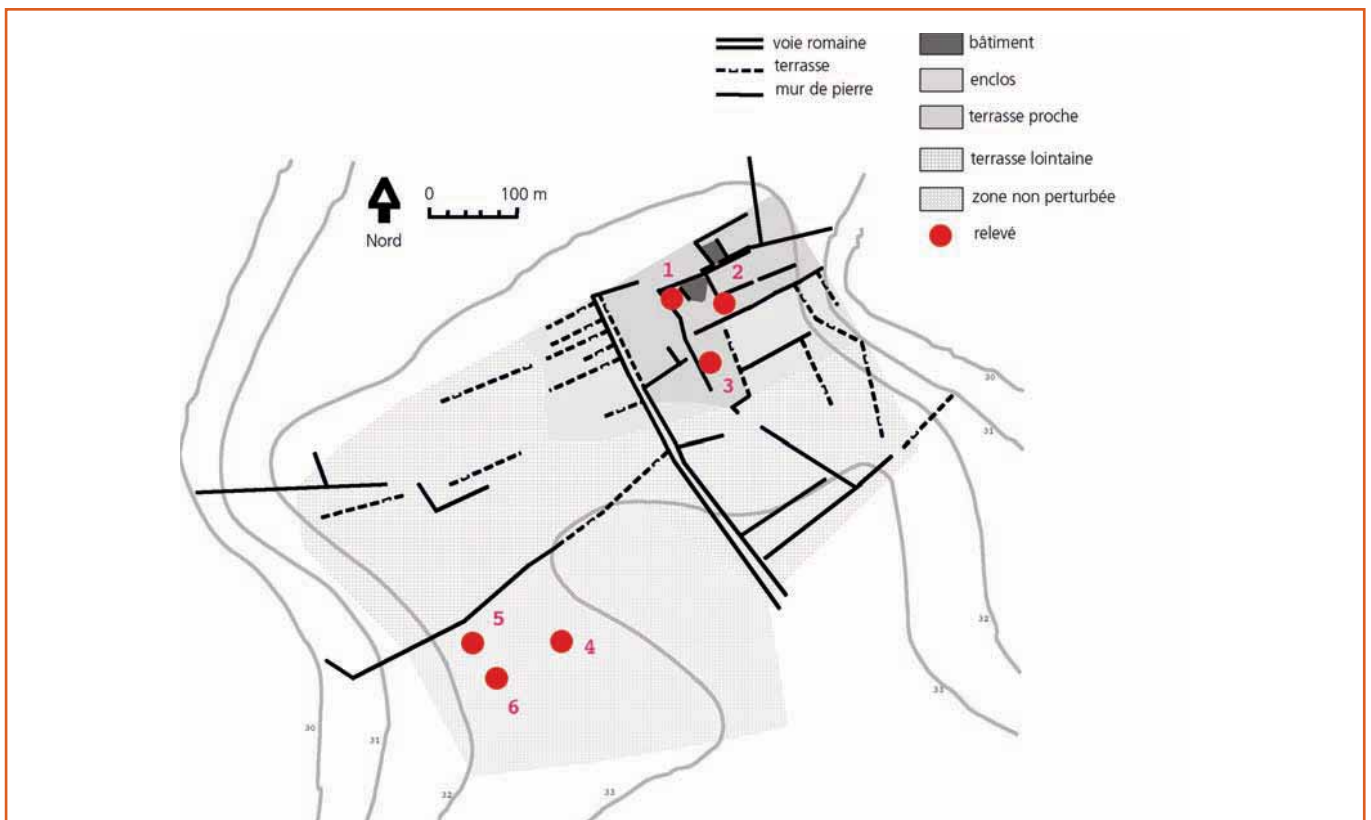 voie romaine
terrasse
mur de pierre
bâtiment
enclos
terrasse proche
terrasse lointaine
zone non perturbée
relevé
0 100 m
Nord
1
2
3
30
31
5
4
6
32
33
30
31
32
33